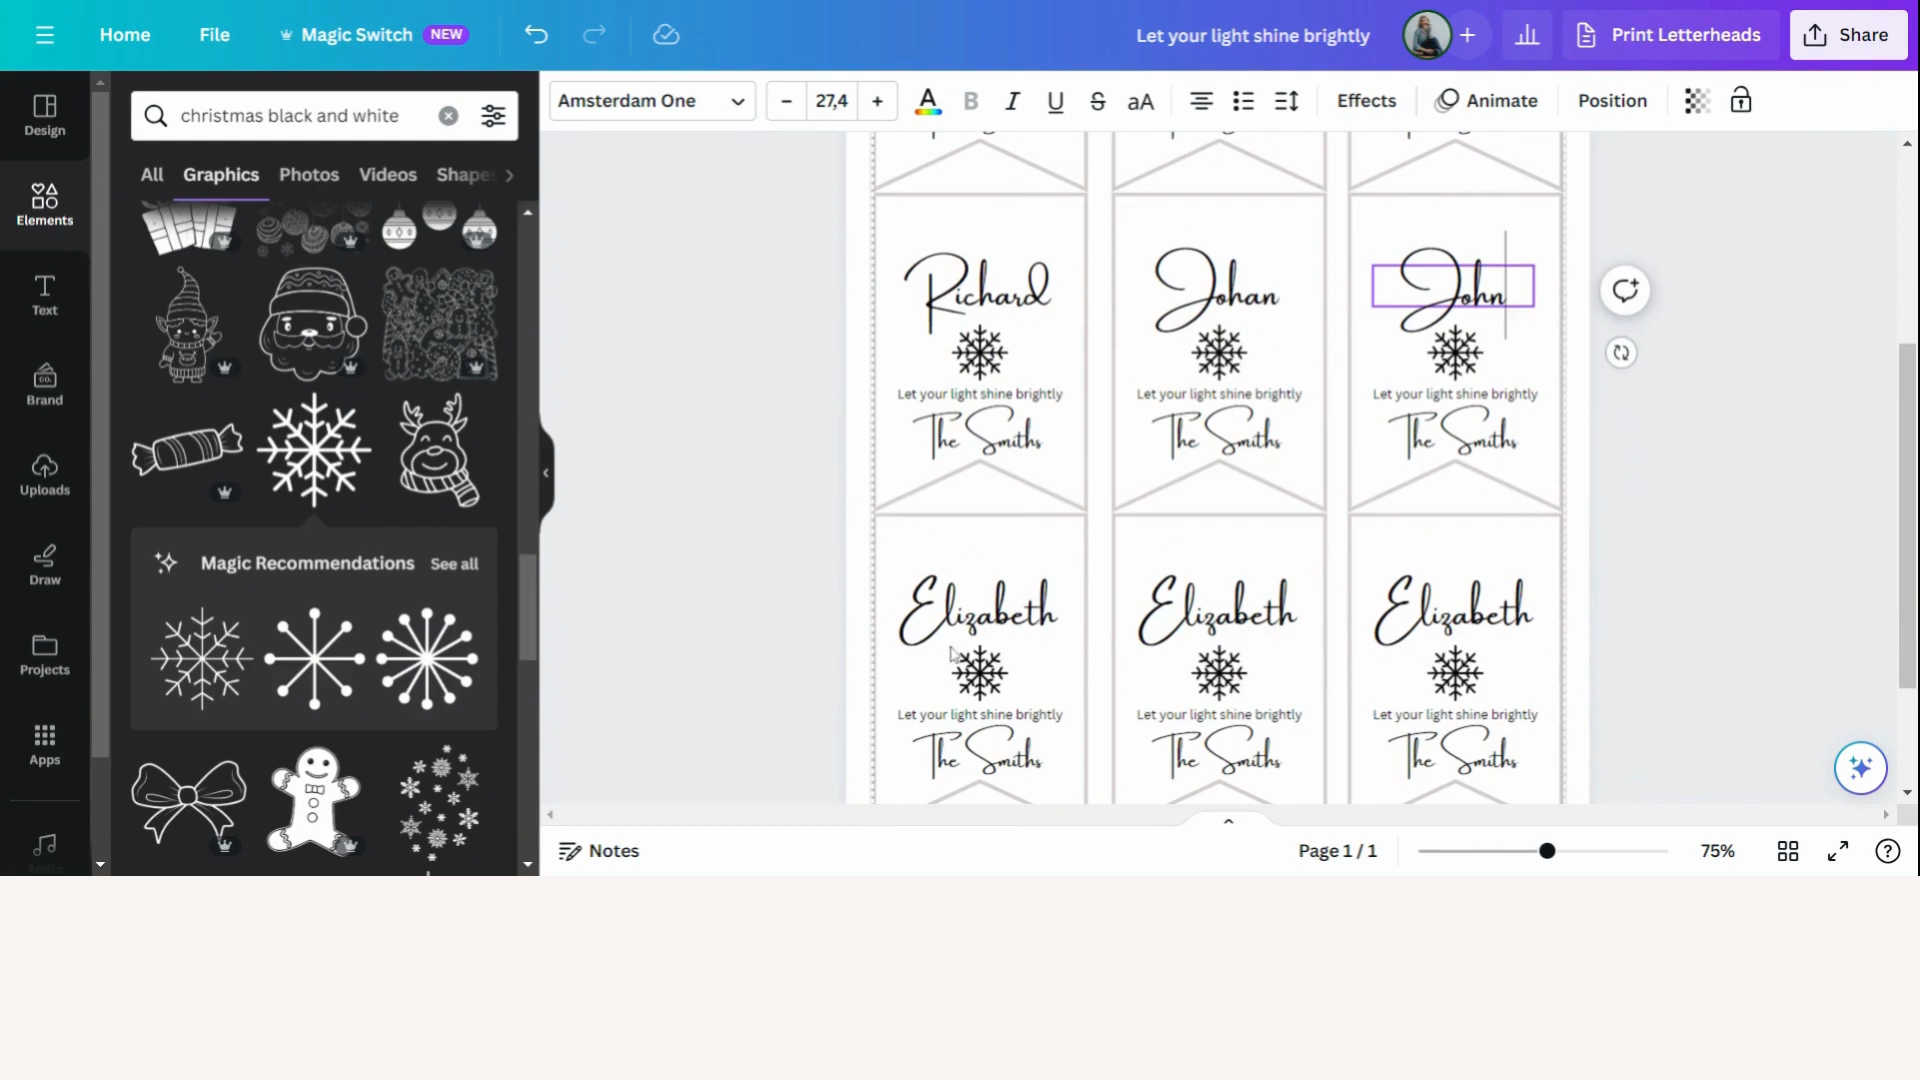 Home File Magic Switch NEW Let your light shine brightly Print Letterheads Share
christmas black and white
Amsterdam One 27,4 A B I U S aA Effects Animate Position
All Graphics Photos Videos Shapes
Design
Elements
Text
Brand
Uploads
Draw
Projects
Apps
Magic Recommendations See all
Richard Johan John
Let your light shine brightly Let your light shine brightly Let your light shine brightly
The Smiths The Smiths The Smiths
Elizabeth Elizabeth Elizabeth
Let your light shine brightly Let your light shine brightly Let your light shine brightly
The Smiths The Smiths The Smiths
Notes Page 1 / 1 75%